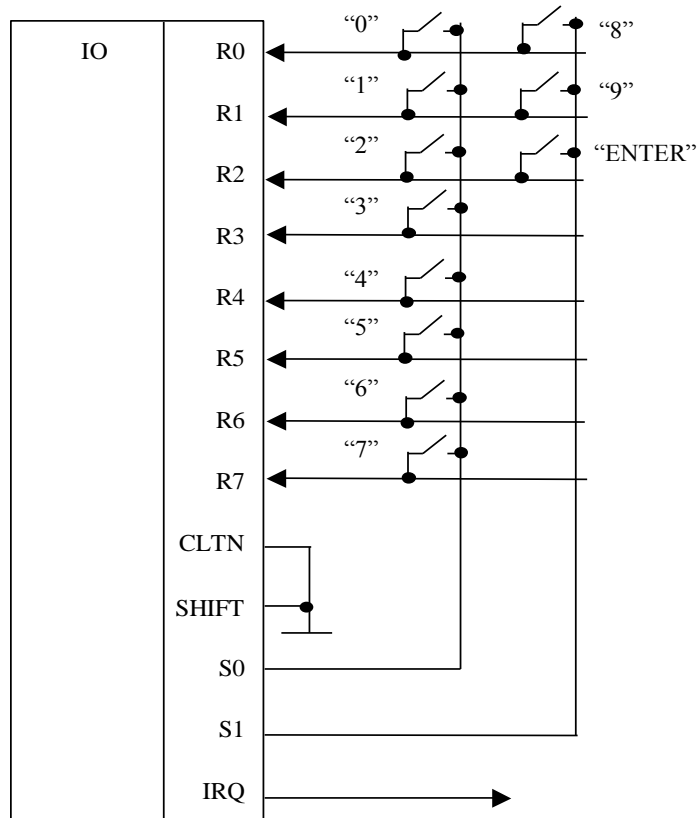 “0” “8”
IO R0
“1” “9”
R1
“2” “ENTER”
R2
“3”
R3
“4”
R4
“5”
R5
“6”
R6
“7”
R7
CLTN
SHIFT
S0
S1
IRQ